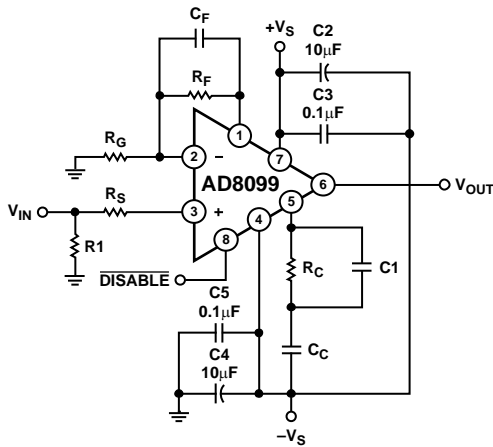 CF
+VS
C2
10μF
RF
C3
0.1μF
RG
1
2
–
7
AD8099
6
VOUT
VIN
RS
3
+
5
4
8
R1
DISABLE
RC
C1
C5
0.1μF
C4
10μF
CC
–VS